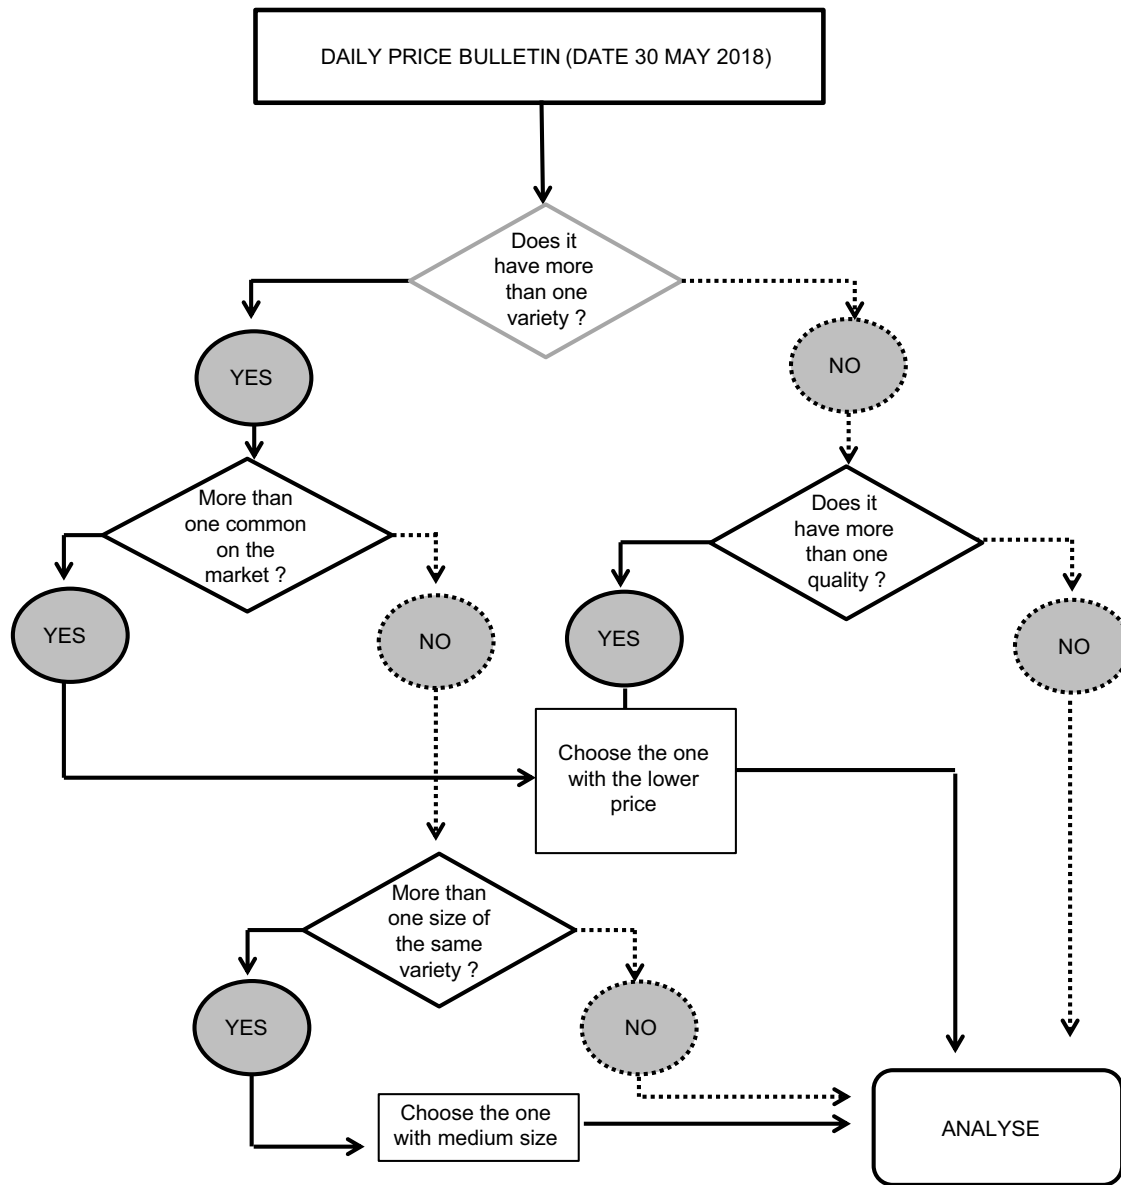 DAILY PRICE BULLETIN (DATE 30 MAY 2018)
Does it
have more
than one
variety ?
YES
NO
More than
one common
on the
market ?
Does it
have more
than one
quality ?
YES
NO
YES
NO
Choose the one
with the lower
price
More than
one size of
the same
variety ?
YES
NO
Choose the one
with medium size
ANALYSE